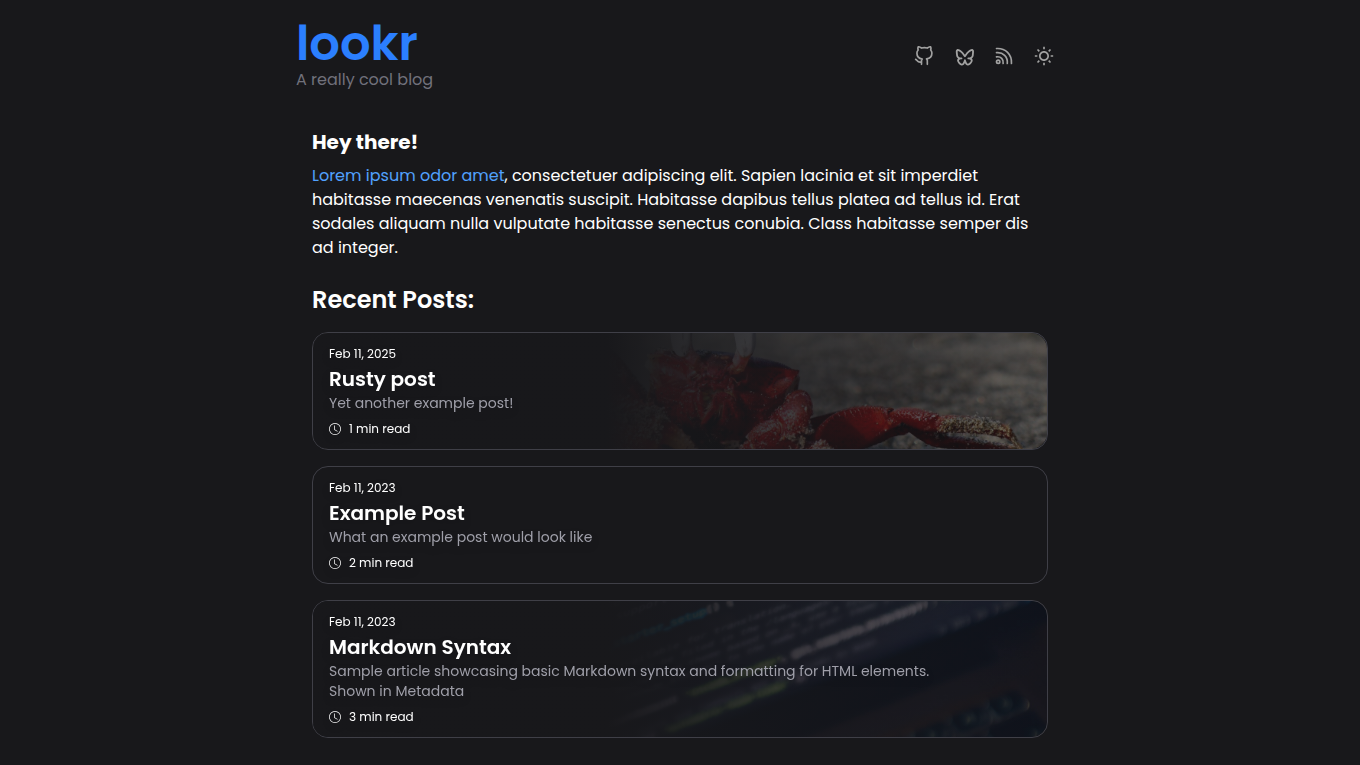 lookr
A really cool blog
Hey there!
Lorem ipsum odor amet, consectetuer adipiscing elit. Sapien lacinia et sit imperdiet
habitasse maecenas venenatis suscipit. Habitasse dapibus tellus platea ad tellus id. Erat
sodales aliquam nulla vulputate habitasse senectus conubia. Class habitasse semper dis
ad integer.
Recent Posts:
Feb 11, 2025
Rusty post
Yet another example post!
1 min read
Feb 11, 2023
Example Post
What an example post would look like
2 min read
Feb 11, 2023
Markdown Syntax
Sample article showcasing basic Markdown syntax and formatting for HTML elements.
Shown in Metadata
3 min read